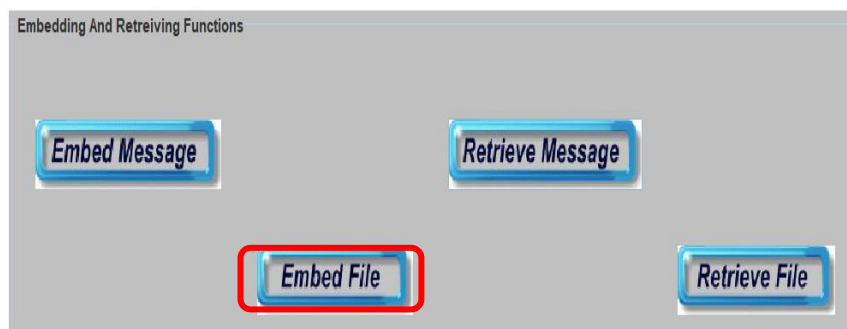 Embedding And Retreiving Functions
Embed Message
Retrieve Message
Embed File
Retrieve File